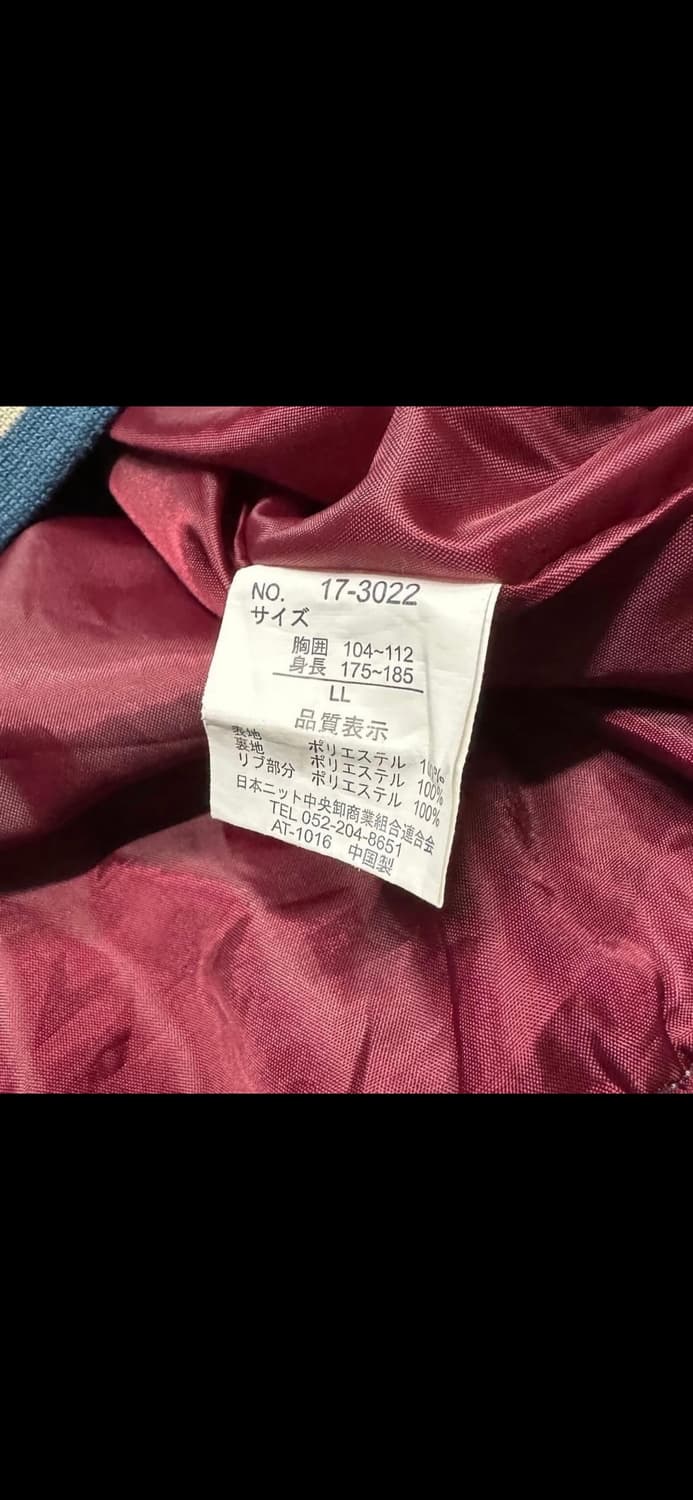 NO. 17-3022
サイズ
胸囲 104~112
身長 175~185
LL
品質表示
表地 ポリエステル 100%
裏地 ポリエステル 100%
リブ部分 ポリエステル 100%
日本ニット中央卸商業組合連合会
TEL 052-204-8651
AT-1016 中国製